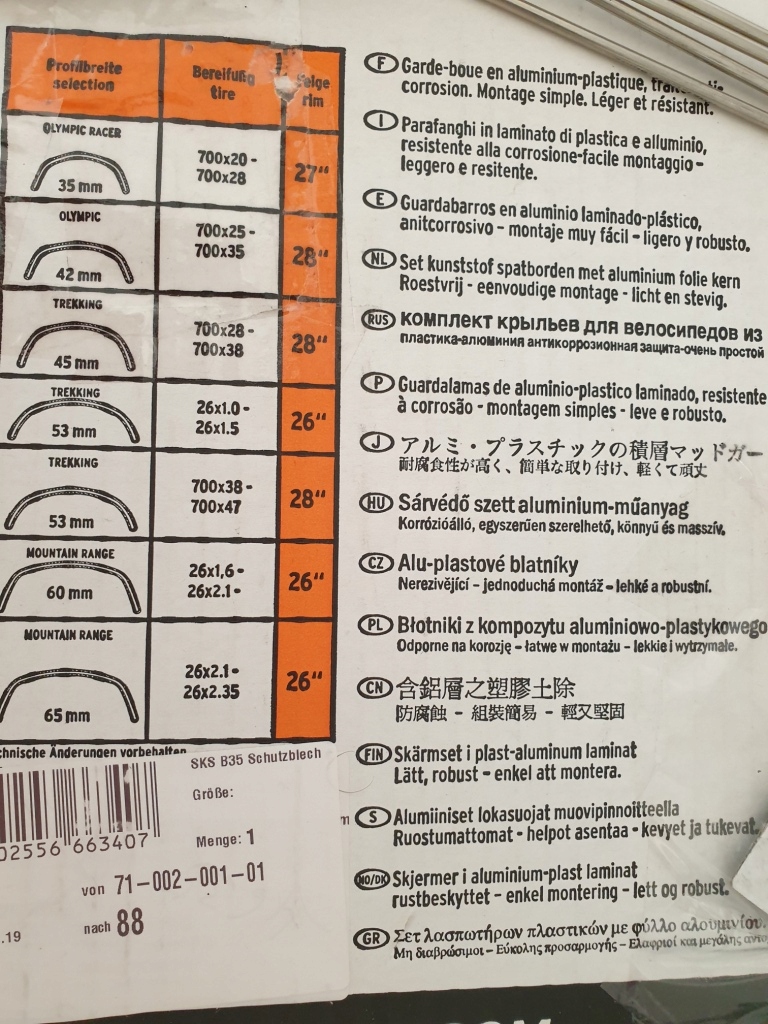 Profilbreite
selection
Bereifung
tire
Felge
rim
OLYMPIC RACER
35 mm
700x20 -
700x28
27"
OLYMPIC
42 mm
700x25 -
700x35
28"
TREKKING
45 mm
700x28 -
700x38
28"
TREKKING
53 mm
26x1.0 -
26x1.5
26"
TREKKING
53 mm
700x38 -
700x47
28"
MOUNTAIN RANGE
60 mm
26x1,6 -
26x2.1 -
26"
MOUNTAIN RANGE
65 mm
26x2.1 -
26x2.35
26"
chnische Änderungen vorbehalten
SKS B35 Schutzblech
Größe:
Menge: 1
02556 663407
von 71-002-001-01
nach 88
.19
F Garde-boue en aluminium-plastique,
corrosion. Montage simple. Léger et résistant.
I Parafanghi in laminato di plastica e alluminio,
resistente alla corrosione-facile montaggio -
leggero e resitente.
E Guardabarros en aluminio laminado-plástico,
anitcorrosivo - montaje muy fácil - ligero y robusto.
NL Set kunststof spatborden met aluminium folie kern
Roestvrij - eenvoudige montage - licht en stevig.
RUS комплект крыльев для велосипедов из
пластика-алюминия антикоррозионная защита-очень простой
P Guardalamas de aluminio-plastico laminado, resistente
à corrosão - montagem simples - leve e robusto.
J アルミ・プラスチックの積層マッドガー
耐腐食性が高く、簡単な取り付け、軽くて頑丈
HU Sárvédő szett aluminium-műanyag
Korrózióálló, egyszerűen szerelhető, könnyű és masszív.
CZ Alu-plastové blatníky
Nerezivějící - jednoduchá montáž - lehké a robustní.
PL Błotniki z kompozytu aluminiowo-plastykowego
Odporne na korozję - łatwe w montażu - lekkie i wytrzymałe.
CN 含鋁層之塑膠土除
防腐蝕 - 組裝簡易 - 輕又堅固
FIN Skärmset i plast-aluminum laminat
Lätt, robust - enkel att montera.
m
S Alumiiniset lokasuojat muovipinnoitteella
Ruostumattomat - helpot asentaa - kevyet ja tukevat.
NO/DK Skjermer i aluminium-plast laminat
rustbeskyttet - enkel montering - lett og robust.
GR Σετ λασπωτήρων πλαστικών με φύλλο αλουμινίου.
Μη διαβρώσιμοι - Εύκολης προσαρμογής - Ελαφριοί και μεγάλης